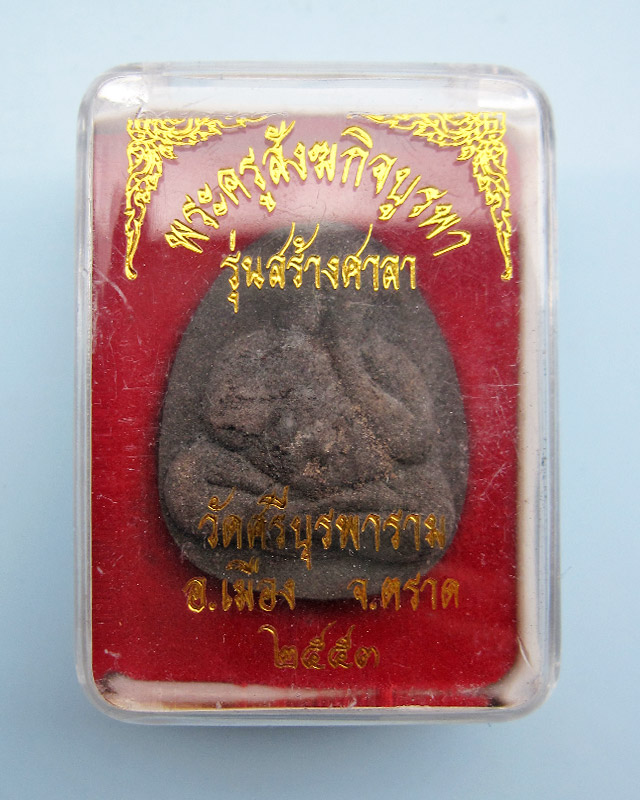 พระครูสังฆกิจบูรพา
รุ่นสร้างศาลา
วัดศรีบุรพาราม
อ.เมือง จ.ตราด
๒๕๕๓